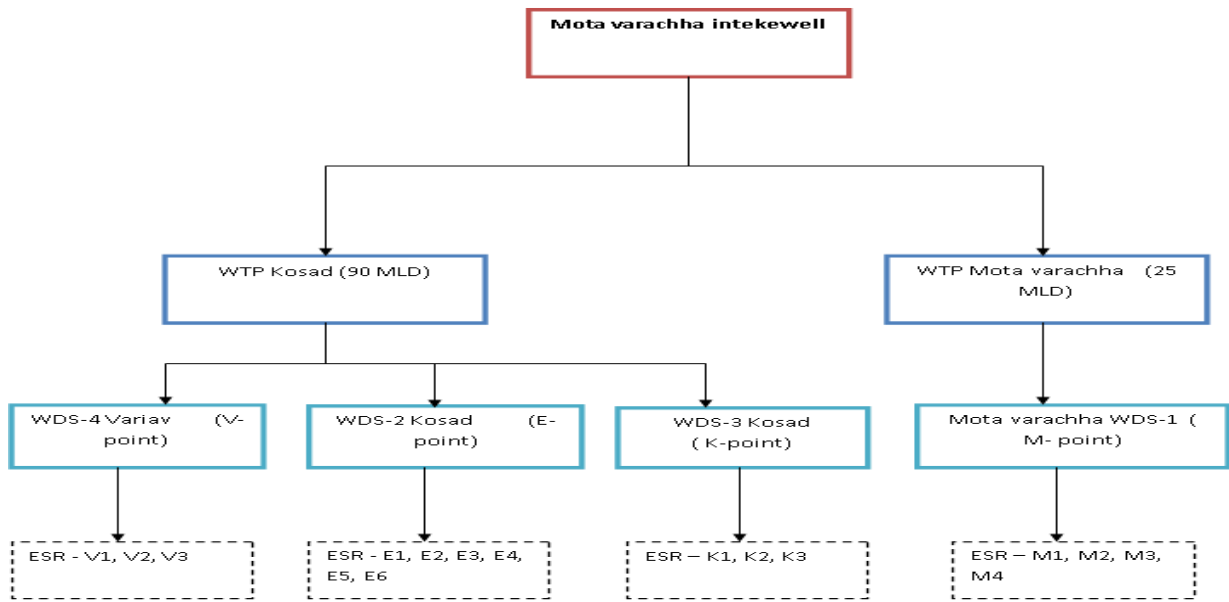 Mota varachha intekewell
WTP Kosad (90 MLD)
WTP Mota varachha (25
MLD)
WDS-4 Variav (V-
point)
WDS-2 Kosad (E-
point)
WDS-3 Kosad
( K-point)
Mota varachha WDS-1 (
M- point)
ESR - V1, V2, V3
ESR - E1, E2, E3, E4,
E5, E6
ESR – K1, K2, K3
ESR – M1, M2, M3,
M4